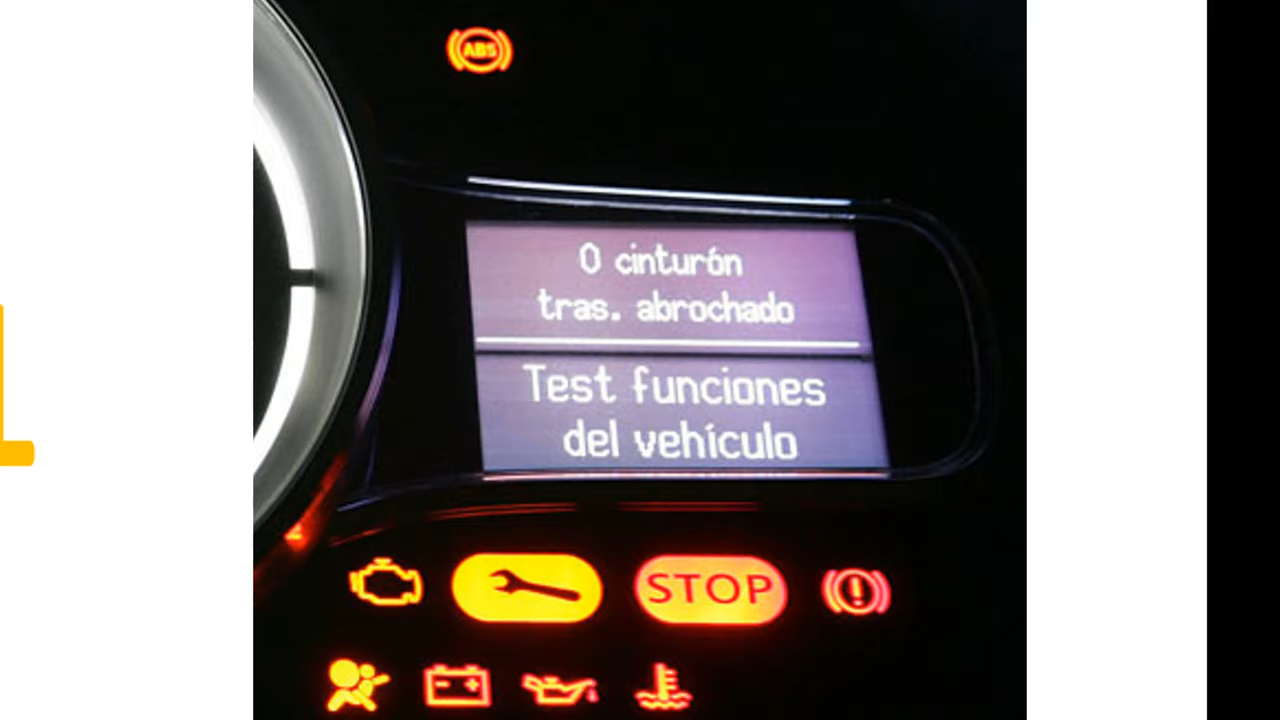 ABS
0 cinturón
tras. abrochado
Test funciones
del vehículo
STOP